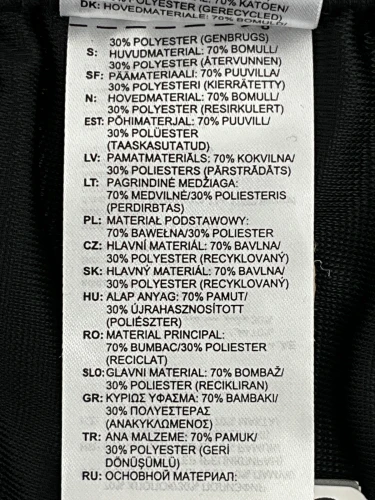 70% KATOEN/
POLYESTER (GERECYCLED)
DK: HOVEDMATERIALE: 70% BOMULD/
30% POLYESTER (GENBRUGS)
S: HUVUDMATERIAL: 70% BOMULL/
30% POLYESTER (ÅTERVUNNEN)
SF: PÄÄMATERIAALI: 70% PUUVILLA/
30% POLYESTERI (KIERRÄTETTY)
N: HOVEDMATERIAL: 70% BOMULL/
30% POLYESTER (RESIRKULERT)
EST: PÕHIMATERJAL: 70% PUUVILL/
30% POLÜESTER
(TAASKASUTATUD)
LV: PAMATMATERIĀLS: 70% KOKVILNA/
30% POLIESTERS (PĀRSTRĀDĀTS)
LT: PAGRINDINĖ MEDŽIAGA:
70% MEDVILNĖ/30% POLIESTERIS
(PERDIRBTAS)
PL: MATERIAŁ PODSTAWOWY:
70% BAWEŁNA/30% POLIESTER
CZ: HLAVNÍ MATERIÁL: 70% BAVLNA/
30% POLYESTER (RECYKLOVANÝ)
SK: HLAVNÝ MATERIÁL: 70% BAVLNA/
30% POLYESTER (RECYKLOVANÝ)
HU: ALAP ANYAG: 70% PAMUT/
30% ÚJRAHASZNOSÍTOTT
(POLIÉSZTER)
RO: MATERIAL PRINCIPAL:
70% BUMBAC/30% POLIESTER
(RECICLAT)
SLO: GLAVNI MATERIAL: 70% BOMBAŽ/
30% POLIESTER (RECIKLIRAN)
GR: ΚΥΡΙΩΣ ΥΦΑΣΜΑ: 70% ΒΑΜΒΑΚΙ/
30% ΠΟΛΥΕΣΤΕΡΑΣ
(ΑΝΑΚΥΚΛΩΜΕΝΟΣ)
TR: ANA MALZEME: 70% PAMUK/
30% POLYESTER (GERİ
DÖNÜŞÜMLÜ)
RU: ОСНОВНОЙ МАТЕРИАЛ: